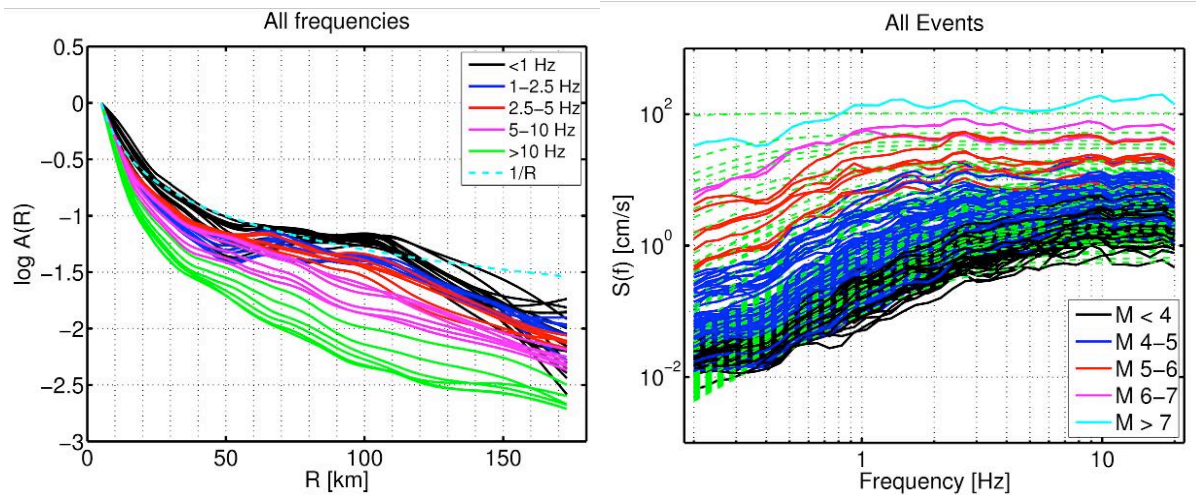 All frequencies
0.5
0
−0.5
−1
−1.5
−2
−2.5
−3
log A(R)
0
50
100
150
R [km]
<1 Hz
1−2.5 Hz
2.5−5 Hz
5−10 Hz
>10 Hz
1/R
All Events
10²
10⁰
10⁻²
S(f) [cm/s]
1
10
Frequency [Hz]
M < 4
M 4−5
M 5−6
M 6−7
M > 7